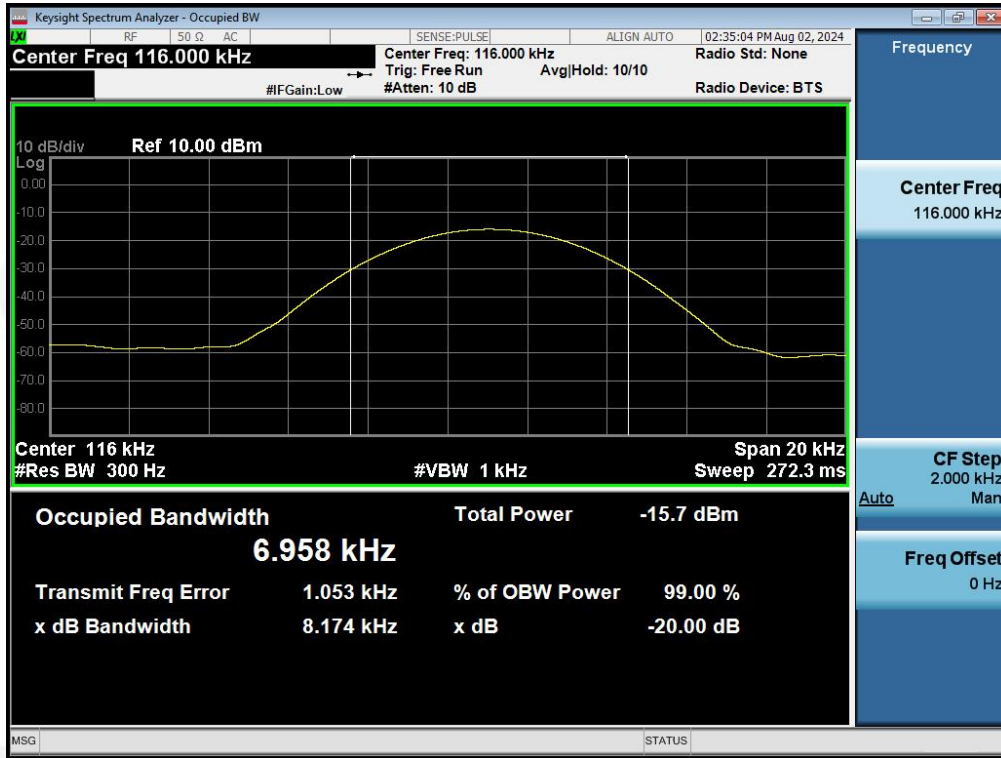 Keysight Spectrum Analyzer - Occupied BW
LXI RF 50 Ω AC SENSE:PULSE ALIGN AUTO 02:35:04 PM Aug 02, 2024
Center Freq 116.000 kHz
Center Freq: 116.000 kHz
Radio Std: None
Trig: Free Run Avg|Hold: 10/10
#IFGain:Low
#Atten: 10 dB
Radio Device: BTS
10 dB/div Ref 10.00 dBm
Log
0.00
-10.0
-20.0
-30.0
-40.0
-50.0
-60.0
-70.0
-80.0
Center 116 kHz Span 20 kHz
#Res BW 300 Hz #VBW 1 kHz Sweep 272.3 ms
Occupied Bandwidth Total Power -15.7 dBm
6.958 kHz
Transmit Freq Error 1.053 kHz % of OBW Power 99.00 %
x dB Bandwidth 8.174 kHz x dB -20.00 dB
MSG STATUS
Frequency
Center Freq
116.000 kHz
CF Step
2.000 kHz
Auto Man
Freq Offset
0 Hz